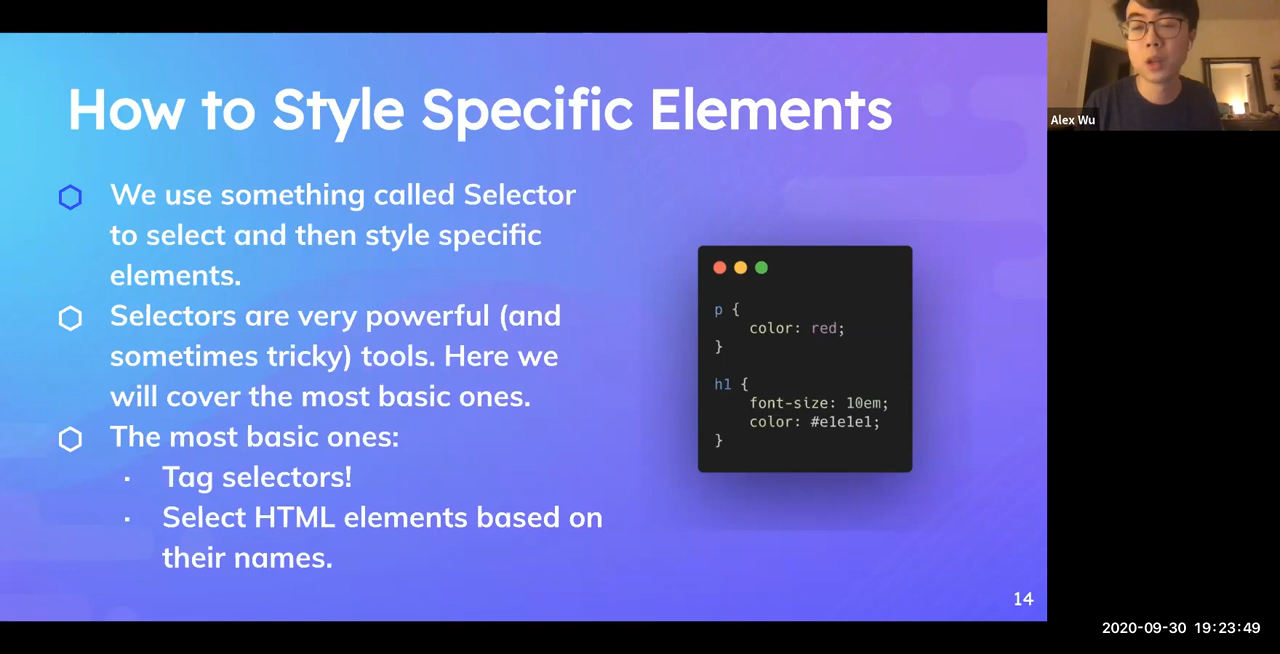 How to Style Specific Elements
We use something called Selector
to select and then style specific
elements.
Selectors are very powerful (and
sometimes tricky) tools. Here we
will cover the most basic ones.
The most basic ones:
Tag selectors!
Select HTML elements based on
their names.
p {
color: red;
}
h1 {
font-size: 10em;
color: #e1e1e1;
}
14
Alex Wu
2020-09-30 19:23:49